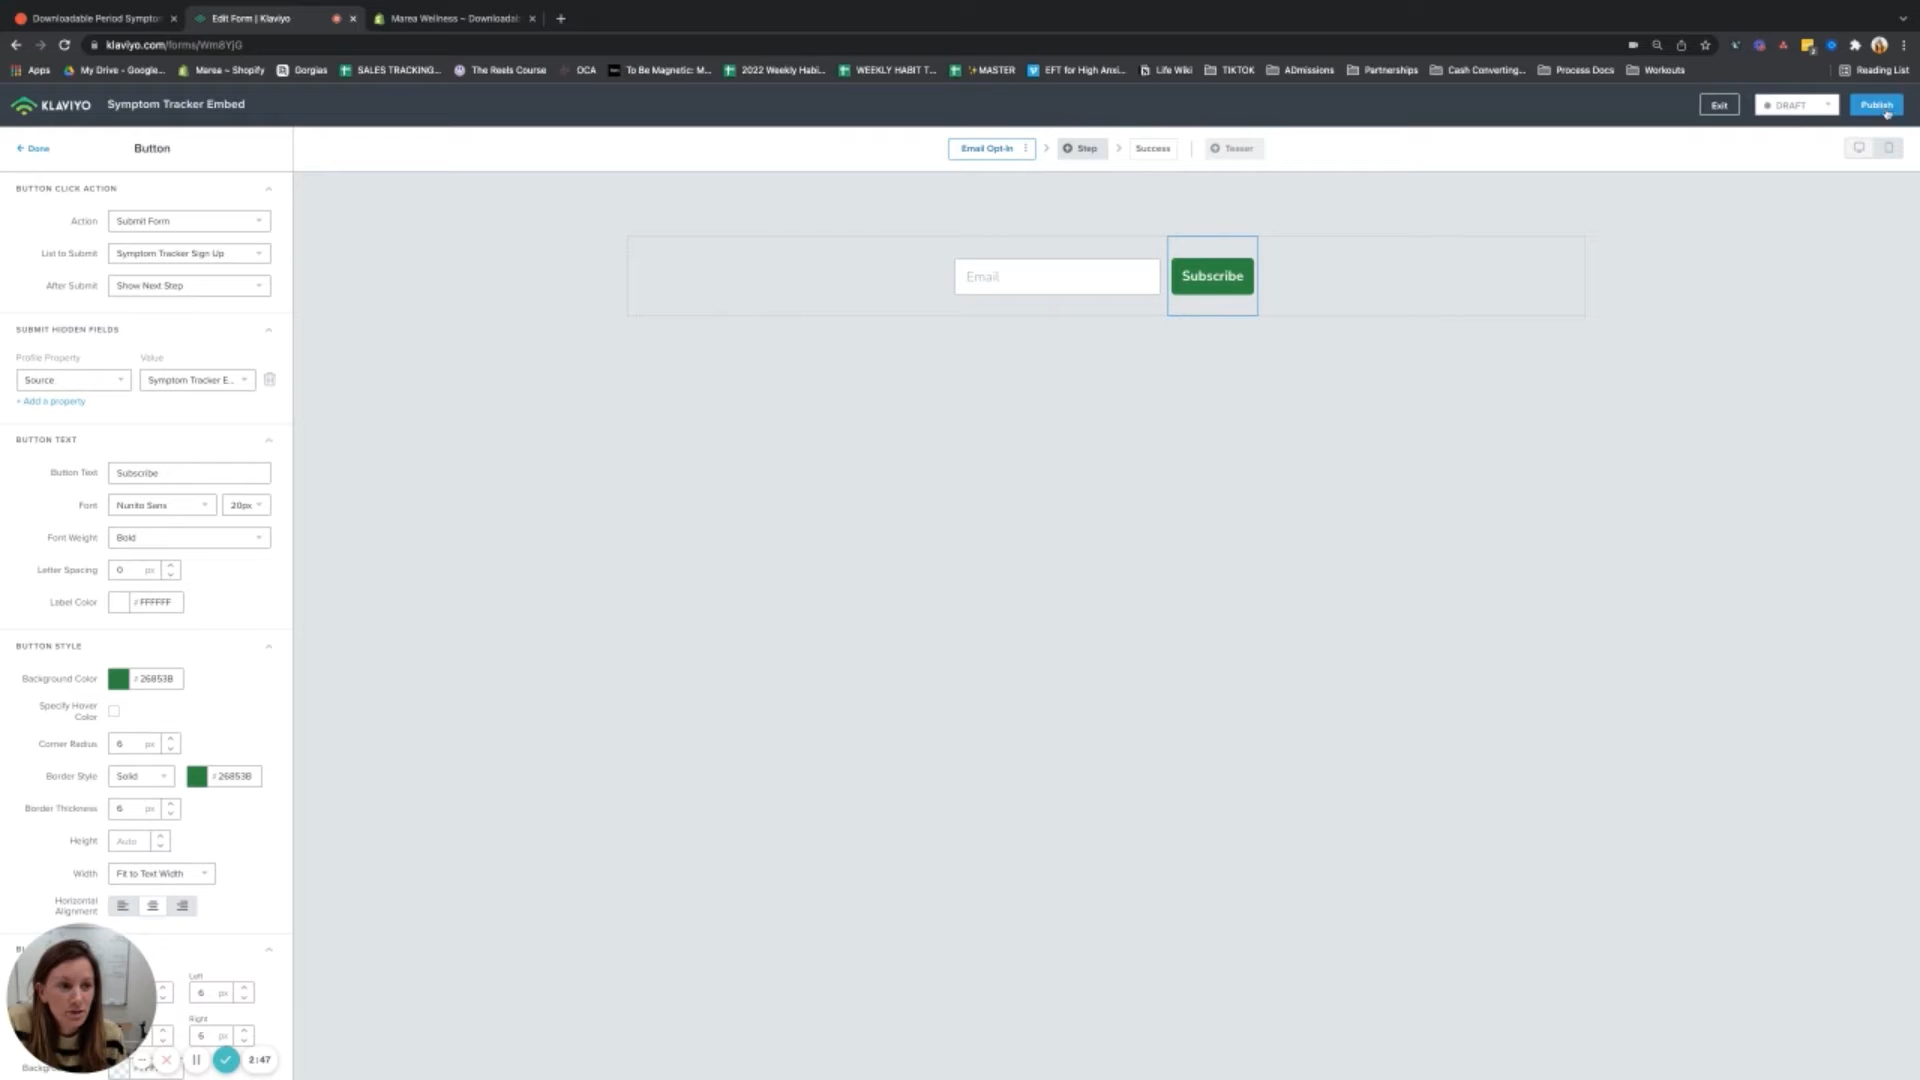 Downloadable Period Sympto
Edit Form | Klaviyo
Marea Wellness ~ Downloadab
klaviyo.com/forms/Wm8YjG
Apps
My Drive - Google...
Marea ~ Shopify
Gorgias
SALES TRACKING...
The Reels Course
OCA
To Be Magnetic: M...
2022 Weekly Habi...
WEEKLY HABIT T...
MASTER
EFT for High Anxi...
Life Wiki
TIKTOK
ADmissions
Partnerships
Cash Converting...
Process Docs
Workouts
Reading List
KLAVIYO
Symptom Tracker Embed
Exit
DRAFT
Publish
Done
Button
Email Opt-In
Step
Success
Teaser
BUTTON CLICK ACTION
Action
Submit Form
List to Submit
Symptom Tracker Sign Up
After Submit
Show Next Step
Email
Subscribe
SUBMIT HIDDEN FIELDS
Profile Property
Value
Source
Symptom Tracker E...
+ Add a property
BUTTON TEXT
Button Text
Subscribe
Font
Nunito Sans
20px
Font Weight
Bold
Letter Spacing
0 px
Label Color
# FFFFFF
BUTTON STYLE
Background Color
# 26853B
Specify Hover
Color
Corner Radius
6 px
Border Style
Solid
# 26853B
Border Thickness
6 px
Height
Auto
Width
Fit to Text Width
Horizontal
Alignment
Left
6 px
Right
6 px
2:47